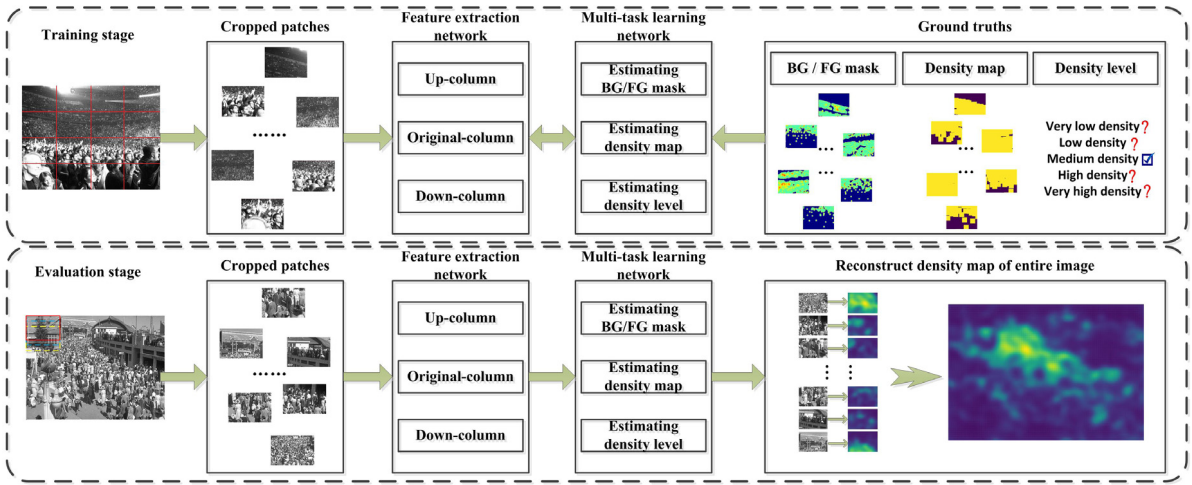 Training stage
Cropped patches
Feature extraction
network
Up-column
Original-column
Down-column
Multi-task learning
network
Estimating
BG/FG mask
Estimating
density map
Estimating
density level
Ground truths
BG / FG mask
Density map
Density level
Very low density?
Low density ?
Medium density ☑
High density?
Very high density?
Evaluation stage
Cropped patches
Feature extraction
network
Up-column
Original-column
Down-column
Multi-task learning
network
Estimating
BG/FG mask
Estimating
density map
Estimating
density level
Reconstruct density map of entire image